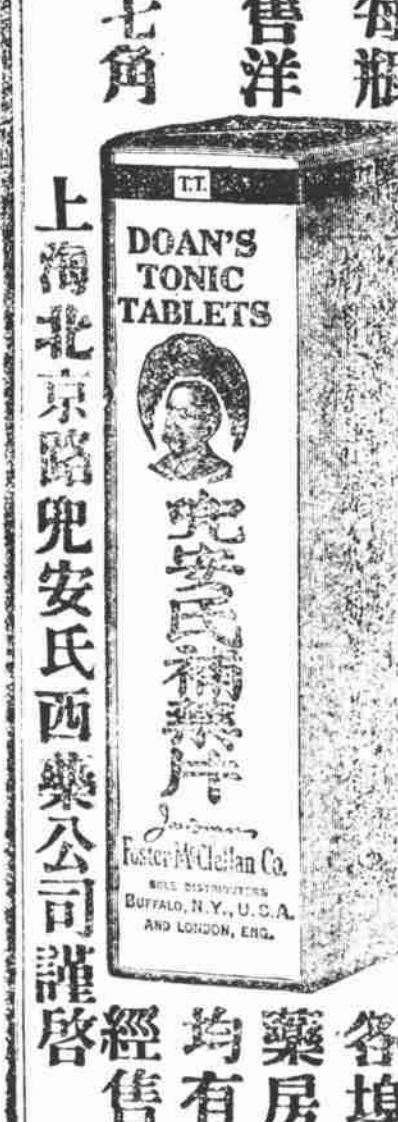 每瓶
售洋
七角
T.T.
DOAN'S
TONIC
TABLETS
兜安氏補藥片
Foster-McClellan Co.
SOLE DISTRIBUTERS
BUFFALO, N.Y., U.S.A.
AND LONDON, ENG.
各埠
藥房
均有
經售
上海北京路兜安氏西藥公司謹啓